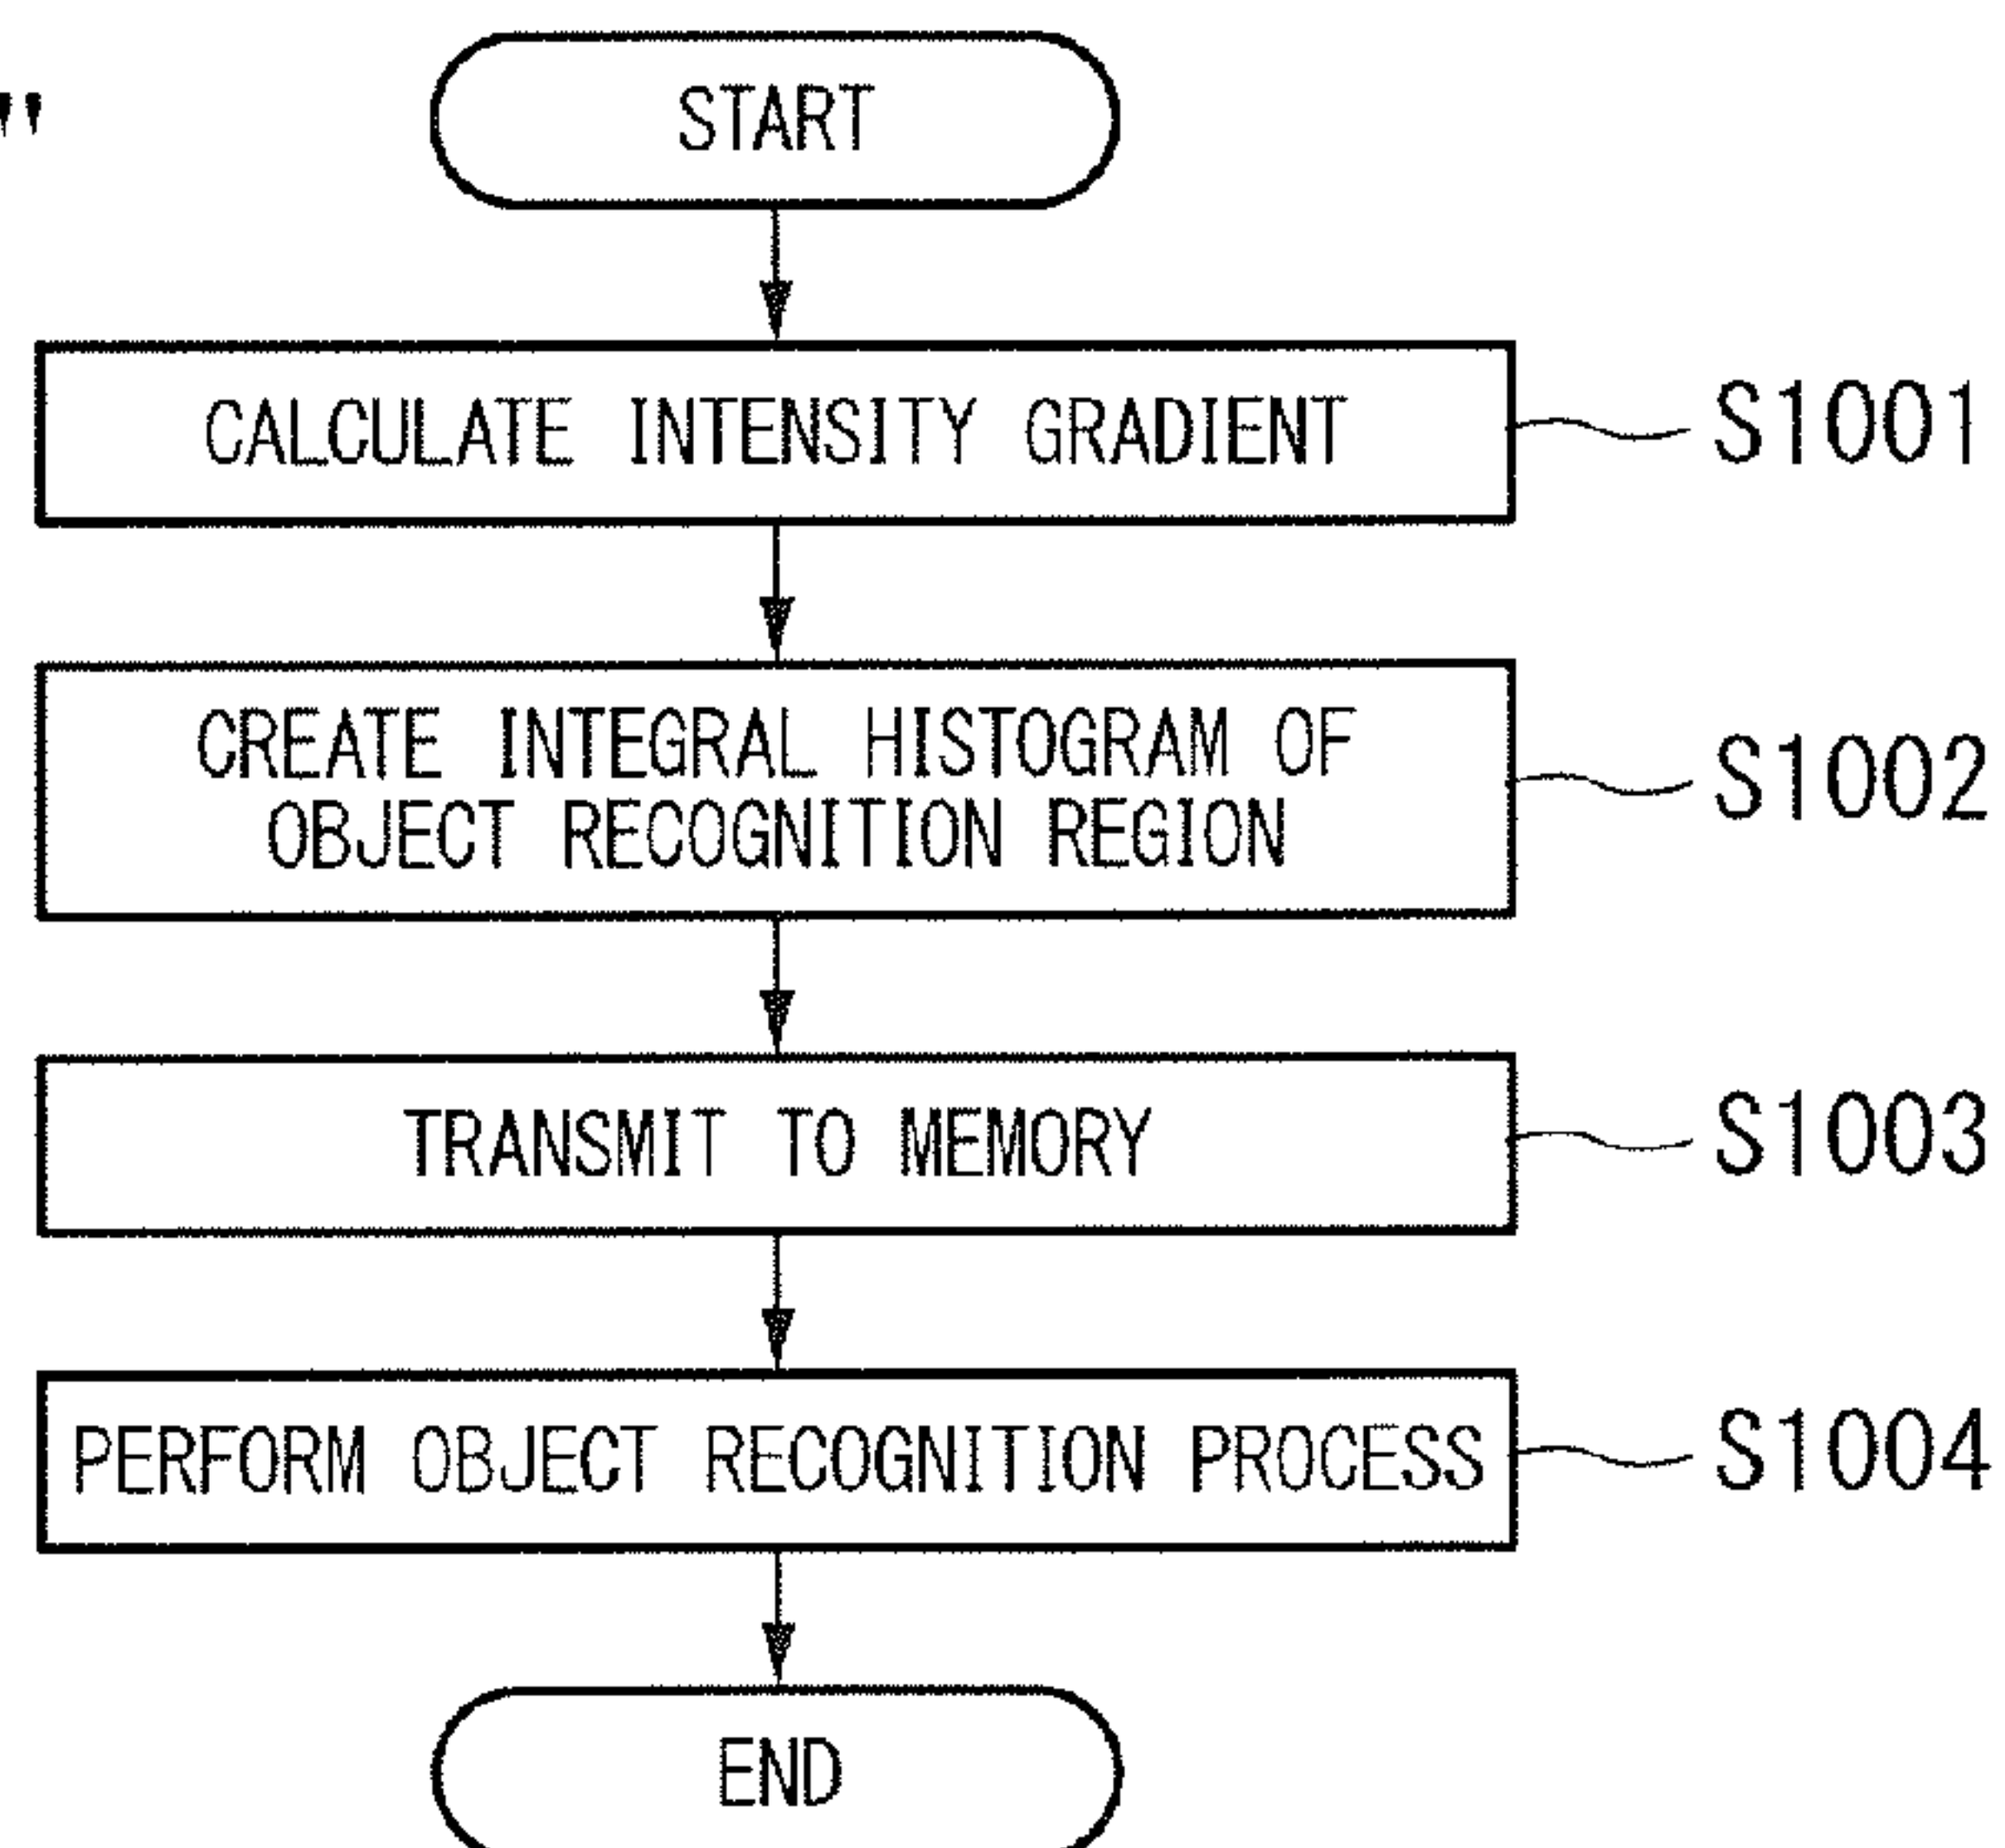 "
START
CALCULATE INTENSITY GRADIENT
S1001
CREATE INTEGRAL HISTOGRAM OF
OBJECT RECOGNITION REGION
S1002
TRANSMIT TO MEMORY
S1003
PERFORM OBJECT RECOGNITION PROCESS
S1004
END